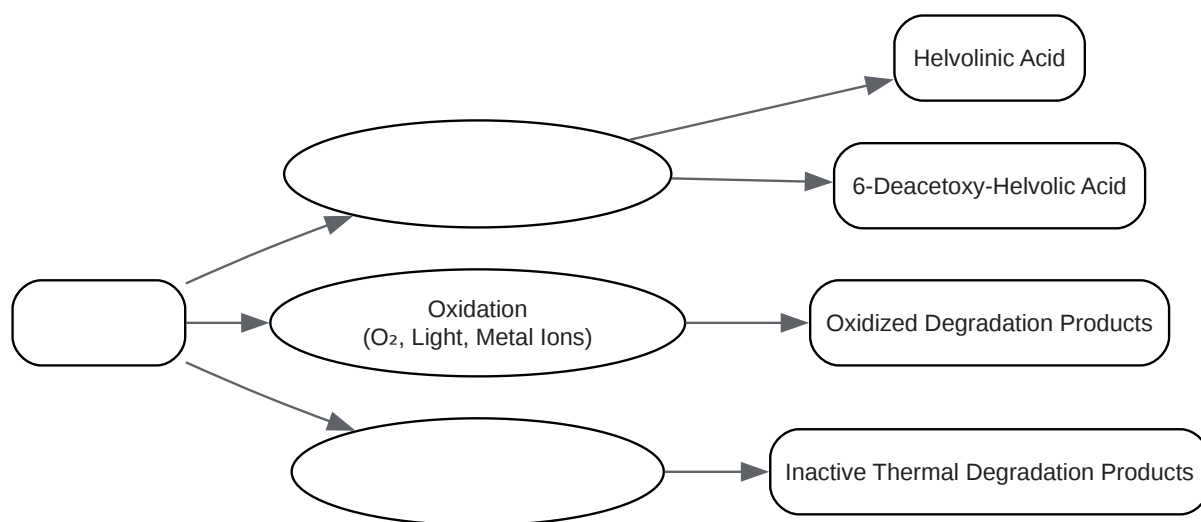 Helvolinic Acid
6-Deacetoxy-Helvolic Acid
Oxidation
(O₂, Light, Metal Ions)
Oxidized Degradation Products
Inactive Thermal Degradation Products